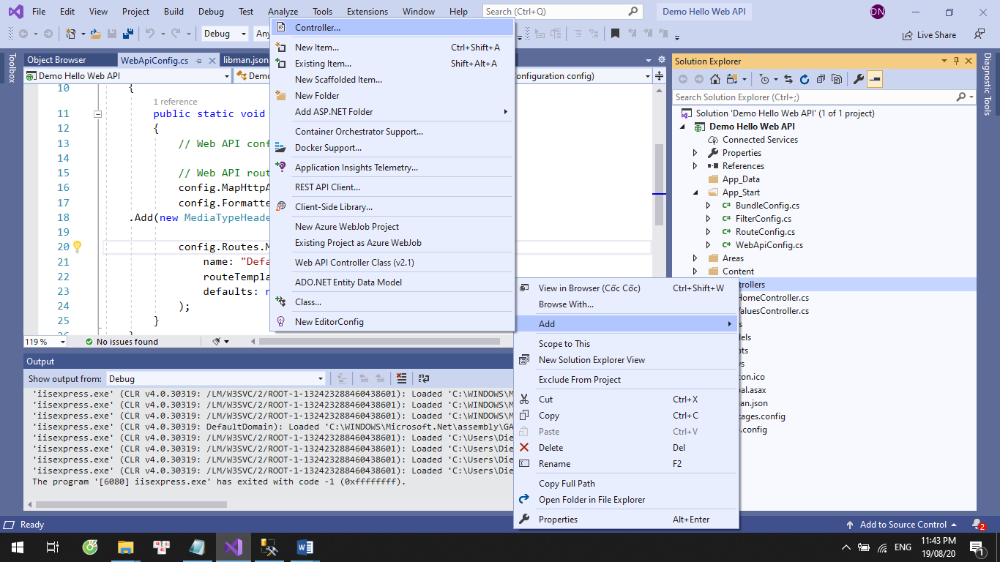 File Edit View Project Build Debug Test Analyze Tools Extensions Window Help Search (Ctrl+Q) Demo Hello Web API DN
Debug Any Live Share
Toolbox
Object Browser WebApiConfig.cs libman.json
Demo Hello Web API Demo onfiguration config)
10 {
1 reference
11 public static void
12 {
13 // Web API conf
14
15 // Web API rout
16 config.MapHttpA
17 config.Formatte
18 .Add(new MediaTypeHeade
19
20 config.Routes.M
21 name: "Defa
22 routeTempla
23 defaults: n
24 );
25 }
26 }
119 % No issues found
Controller...
New Item... Ctrl+Shift+A
Existing Item... Shift+Alt+A
New Scaffolded Item...
New Folder
Add ASP.NET Folder
Container Orchestrator Support...
Docker Support...
Application Insights Telemetry...
REST API Client...
Client-Side Library...
New Azure WebJob Project
Existing Project as Azure WebJob
Web API Controller Class (v2.1)
ADO.NET Entity Data Model
Class...
New EditorConfig
View in Browser (Cốc Cốc) Ctrl+Shift+W
Browse With...
Add
Scope to This
New Solution Explorer View
Exclude From Project
Cut Ctrl+X
Copy Ctrl+C
Paste Ctrl+V
Delete Del
Rename F2
Copy Full Path
Open Folder in File Explorer
Properties Alt+Enter
Solution Explorer
Search Solution Explorer (Ctrl+;)
Solution 'Demo Hello Web API' (1 of 1 project)
Demo Hello Web API
Connected Services
Properties
References
App_Data
App_Start
C# BundleConfig.cs
C# FilterConfig.cs
C# RouteConfig.cs
C# WebApiConfig.cs
Areas
Content
trollers
HomeController.cs
ValuesController.cs
s
dels
pts
vs
con.ico
bal.asax
an.json
kages.config
.config
Diagnostic Tools
Output
Show output from: Debug
'iisexpress.exe' (CLR v4.0.30319: /LM/W3SVC/2/ROOT-1-132423288460438601): Loaded 'C:\WINDOWS\M
'iisexpress.exe' (CLR v4.0.30319: /LM/W3SVC/2/ROOT-1-132423288460438601): Loaded 'C:\WINDOWS\M
'iisexpress.exe' (CLR v4.0.30319: /LM/W3SVC/2/ROOT-1-132423288460438601): Loaded 'C:\WINDOWS\M
'iisexpress.exe' (CLR v4.0.30319: DefaultDomain): Loaded 'C:\WINDOWS\Microsoft.Net\assembly\GA
'iisexpress.exe' (CLR v4.0.30319: /LM/W3SVC/2/ROOT-1-132423288460438601): Loaded 'C:\Users\Die
'iisexpress.exe' (CLR v4.0.30319: /LM/W3SVC/2/ROOT-1-132423288460438601): Loaded 'C:\Users\Die
'iisexpress.exe' (CLR v4.0.30319: /LM/W3SVC/2/ROOT-1-132423288460438601): Loaded 'C:\Users\Die
'iisexpress.exe' (CLR v4.0.30319: /LM/W3SVC/2/ROOT-1-132423288460438601): Loaded 'C:\Users\Die
The program '[6080] iisexpress.exe' has exited with code -1 (0xffffffff).
Ready Add to Source Control 2
ENG 11:43 PM
19/08/20 1